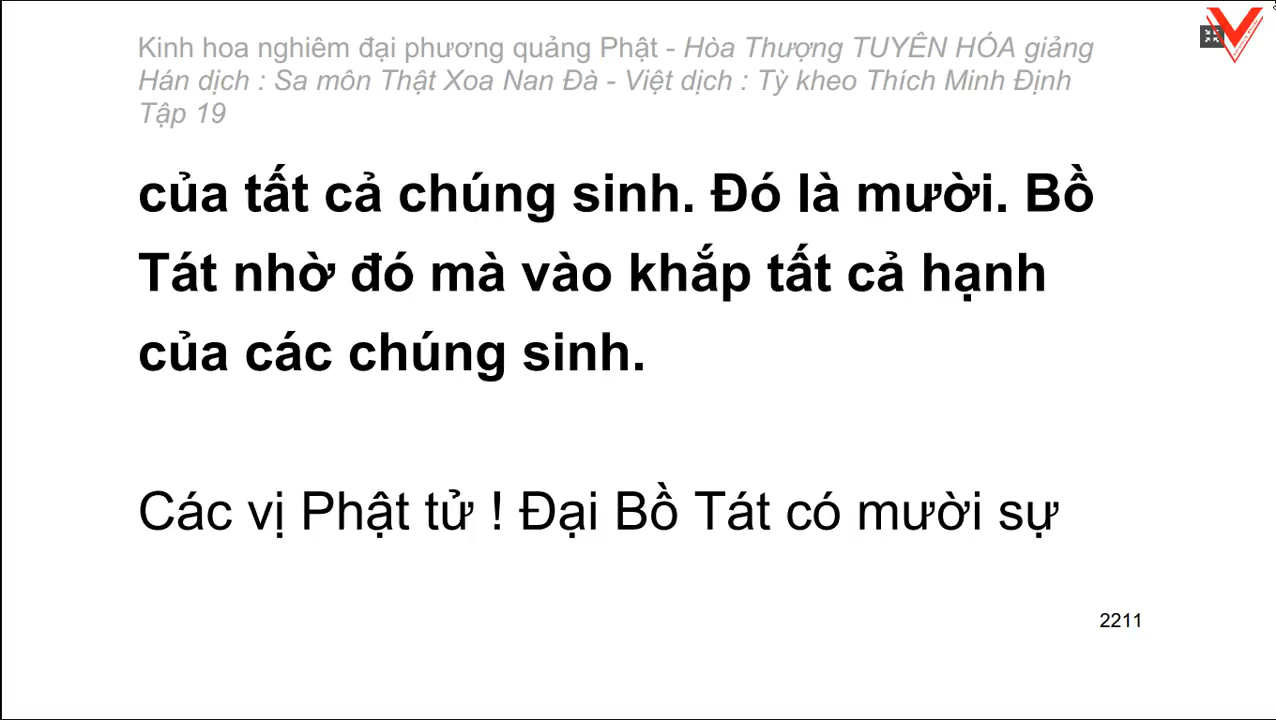 Kinh hoa nghiêm đại phương quảng Phật - Hòa Thượng TUYÊN HÓA giảng
Hán dịch : Sa môn Thật Xoa Nan Đà - Việt dịch : Tỳ kheo Thích Minh Định
Tập 19
của tất cả chúng sinh. Đó là mười. Bồ
Tát nhờ đó mà vào khắp tất cả hạnh
của các chúng sinh.
Các vị Phật tử ! Đại Bồ Tát có mười sự
2211